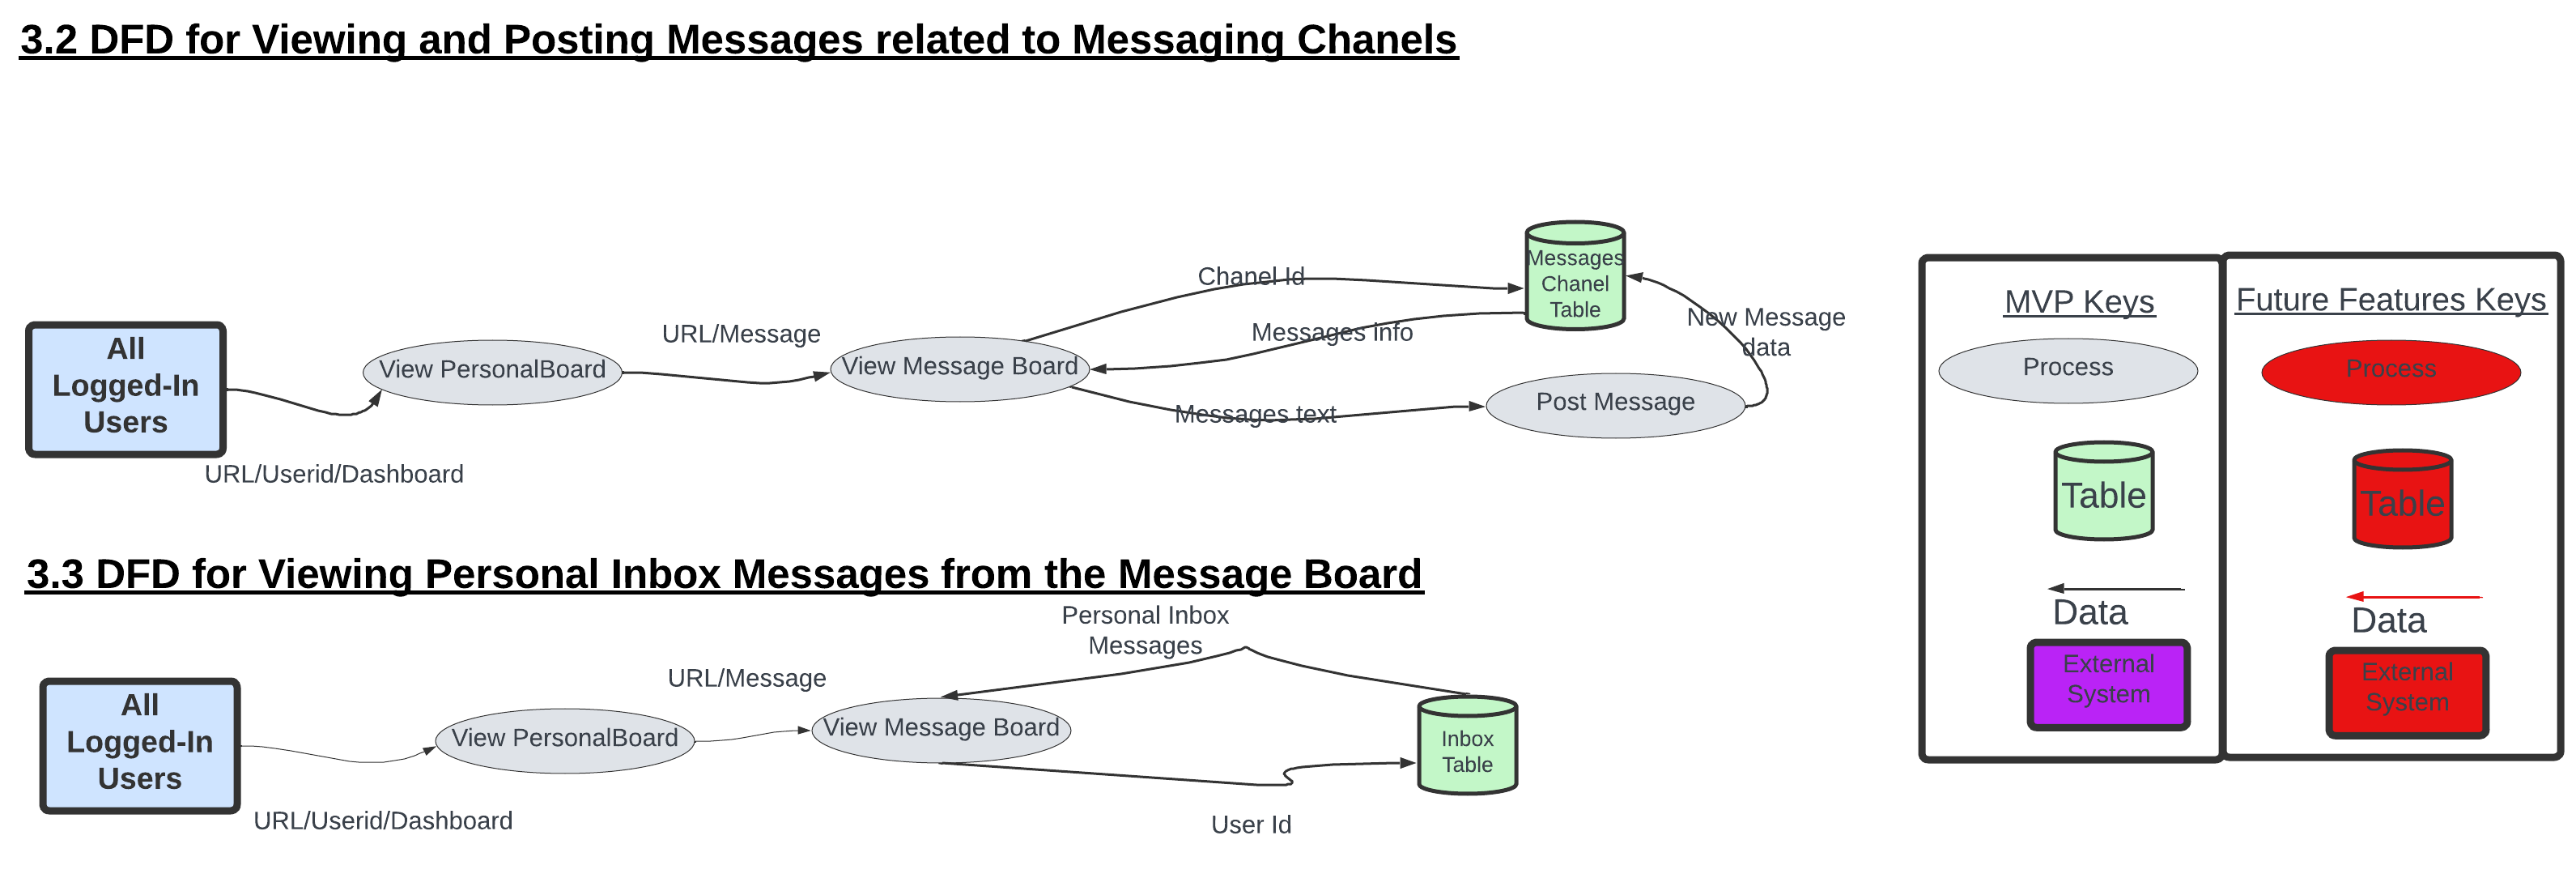 3.2 DFD for Viewing and Posting Messages related to Messaging Chanels
All
Logged-In
Users
URL/Userid/Dashboard
View PersonalBoard
URL/Message
View Message Board
Chanel Id
Messages info
Messages text
Messages
Chanel
Table
New Message
data
Post Message
3.3 DFD for Viewing Personal Inbox Messages from the Message Board
All
Logged-In
Users
URL/Userid/Dashboard
View PersonalBoard
URL/Message
View Message Board
Personal Inbox
Messages
User Id
Inbox
Table
MVP Keys
Process
Table
Data
External
System
Future Features Keys
Process
Table
Data
External
System